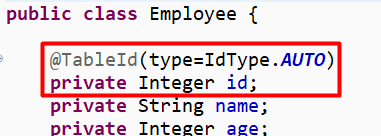 public class Employee {
@TableId(type=IdType.AUTO)
private Integer id;
private String name;
private Integer age;